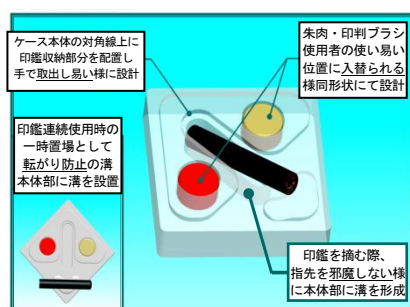 ケース本体の対角線上に
印鑑収納部分を配置し
手で取出し易い様に設計
朱肉・印判ブラシ
使用者の使い易い
位置に入替られる
様同形状にて設計
印鑑連続使用時の
一時置場として
転がり防止の溝
本体部に溝を設置
印鑑を摘む際、
指先を邪魔しない様
に本体部に溝を形成